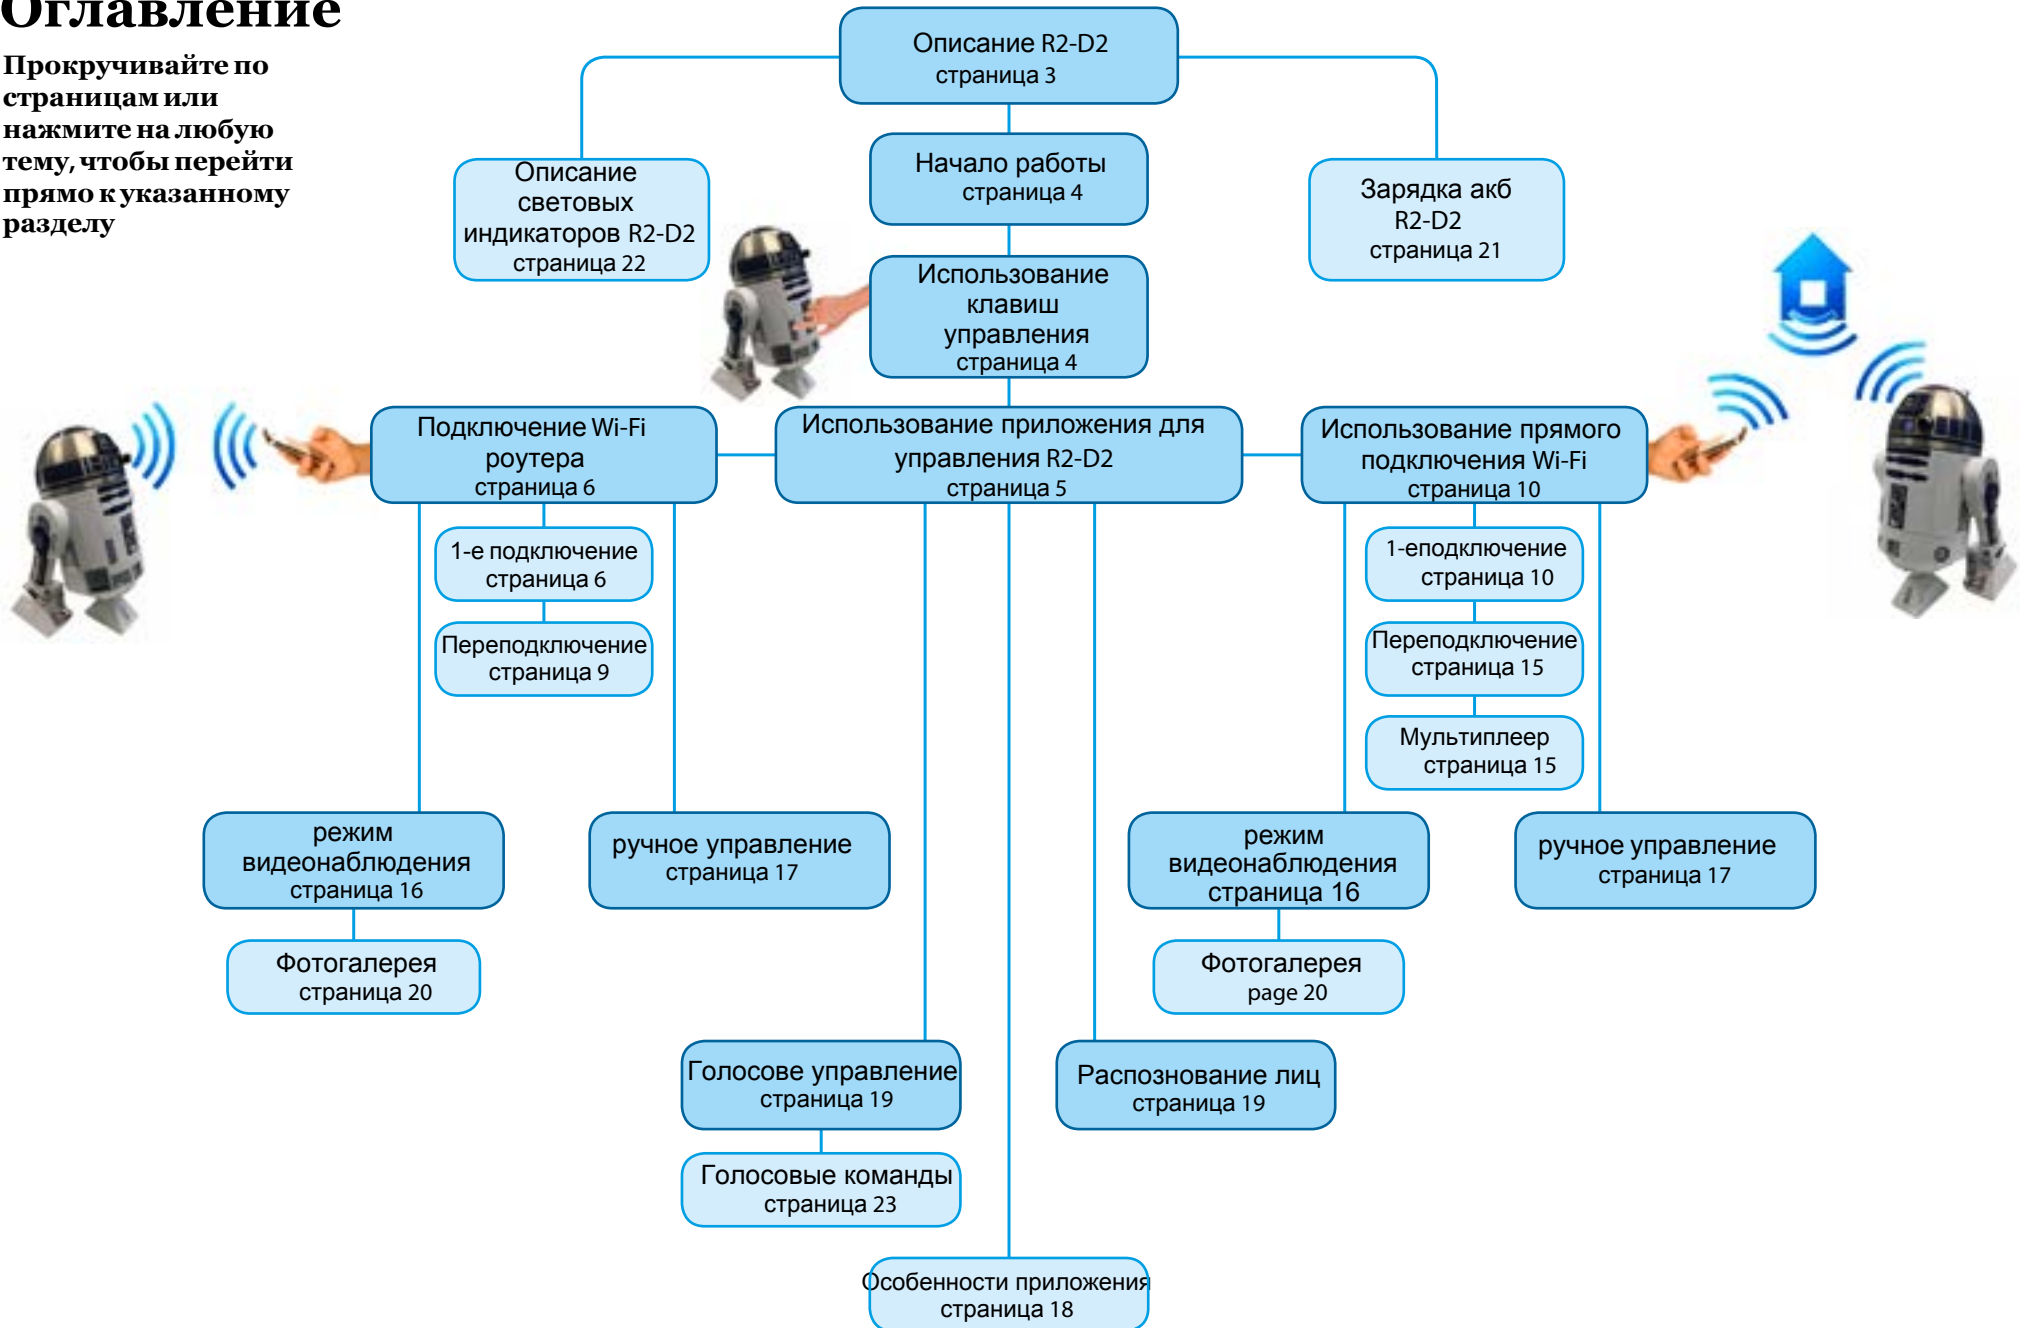 Оглавление
Прокручивайте по
страницам или
нажмите на любую
тему, чтобы перейти
прямо к указанному
разделу
Описание R2-D2
страница 3
Описание
световых
индикаторов R2-D2
страница 22
Начало работы
страница 4
Зарядка акб
R2-D2
страница 21
Использование
клавиш
управления
страница 4
Подключение Wi-Fi
роутера
страница 6
Использование приложения для
управления R2-D2
страница 5
Использование прямого
подключения Wi-Fi
страница 10
1-е подключение
страница 6
Переподключение
страница 9
1-еподключение
страница 10
Переподключение
страница 15
Мультиплеер
страница 15
режим
видеонаблюдения
страница 16
ручное управление
страница 17
режим
видеонаблюдения
страница 16
ручное управление
страница 17
Фотогалерея
страница 20
Фотогалерея
page 20
Голосове управление
страница 19
Распознование лиц
страница 19
Голосовые команды
страница 23
Особенности приложения
страница 18